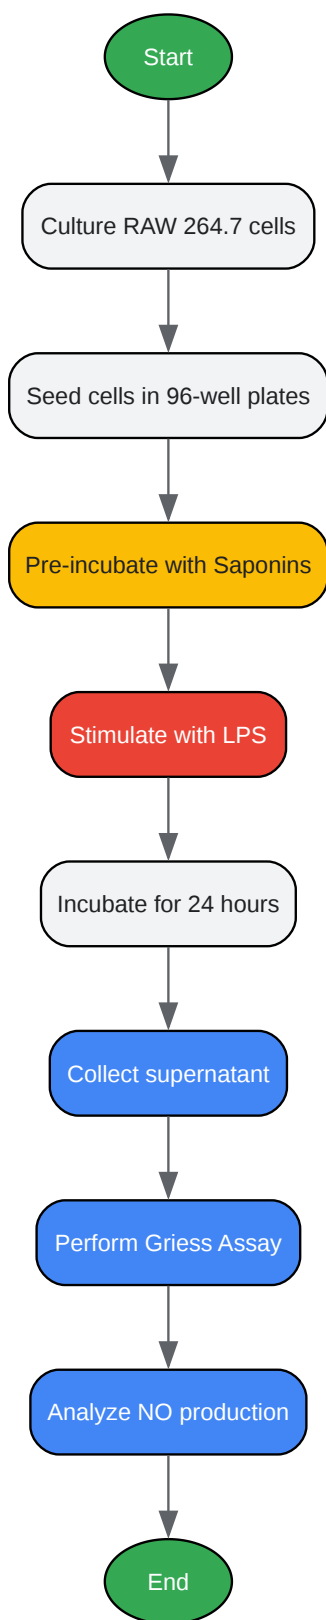 Start
Culture RAW 264.7 cells
Seed cells in 96-well plates
Pre-incubate with Saponins
Stimulate with LPS
Incubate for 24 hours
Collect supernatant
Perform Griess Assay
Analyze NO production
End